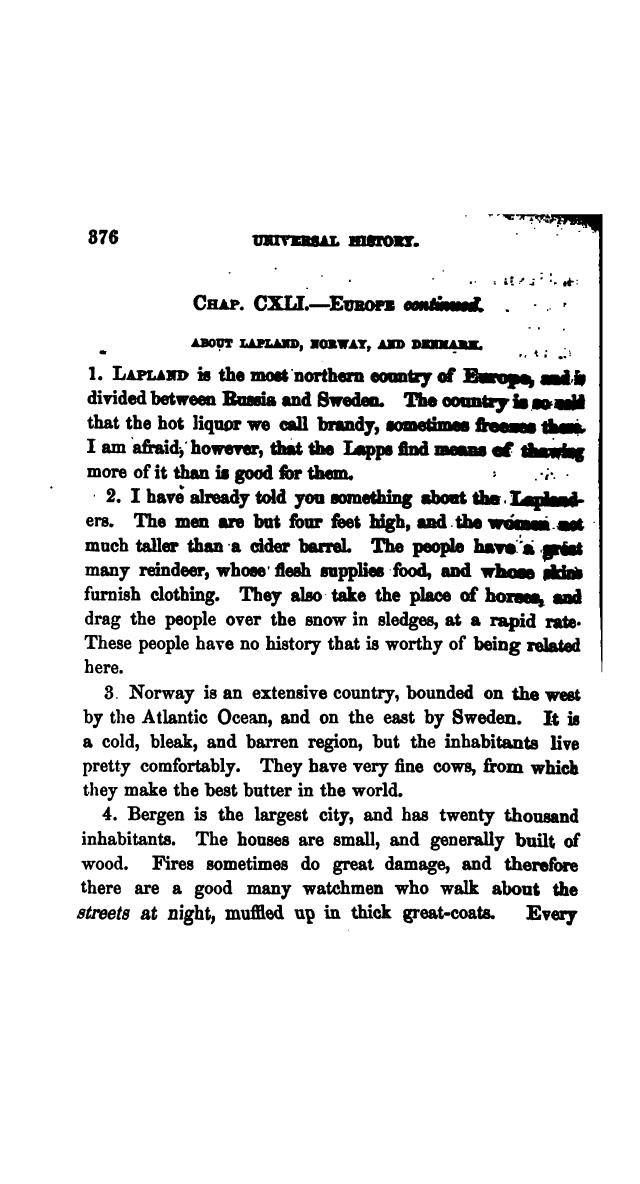 376 UNIVERSAL HISTORY.
CHAP. CXLI.—EUROPE continued.
ABOUT LAPLAND, NORWAY, AND DENMARK.
1. LAPLAND is the most northern country of Europe, and is
divided between Russia and Sweden. The country is so cold
that the hot liquor we call brandy, sometimes freezes there.
I am afraid, however, that the Lapps find means of thawing
more of it than is good for them.
2. I have already told you something about the Lapland-
ers. The men are but four feet high, and the women not
much taller than a cider barrel. The people have a great
many reindeer, whose flesh supplies food, and whose skins
furnish clothing. They also take the place of horses, and
drag the people over the snow in sledges, at a rapid rate.
These people have no history that is worthy of being related
here.
3. Norway is an extensive country, bounded on the west
by the Atlantic Ocean, and on the east by Sweden. It is
a cold, bleak, and barren region, but the inhabitants live
pretty comfortably. They have very fine cows, from which
they make the best butter in the world.
4. Bergen is the largest city, and has twenty thousand
inhabitants. The houses are small, and generally built of
wood. Fires sometimes do great damage, and therefore
there are a good many watchmen who walk about the
streets at night, muffled up in thick great-coats. Every